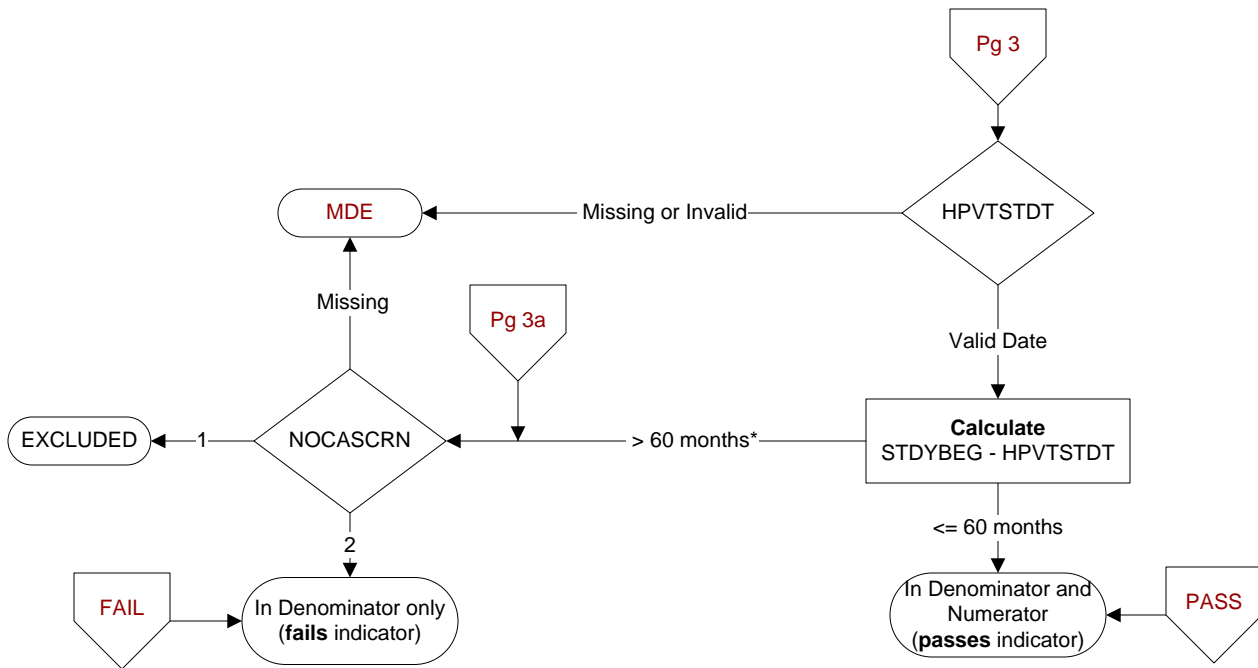 Pg 3
HPVTSTDT
Missing or Invalid
MDE
Missing
Pg 3a
Valid Date
Calculate
STDYBEG - HPVTSTDT
> 60 months*
NOCASCRN
1
EXCLUDED
2
<= 60 months
FAIL
In Denominator only
(fails indicator)
In Denominator and
Numerator
(passes indicator)
PASS